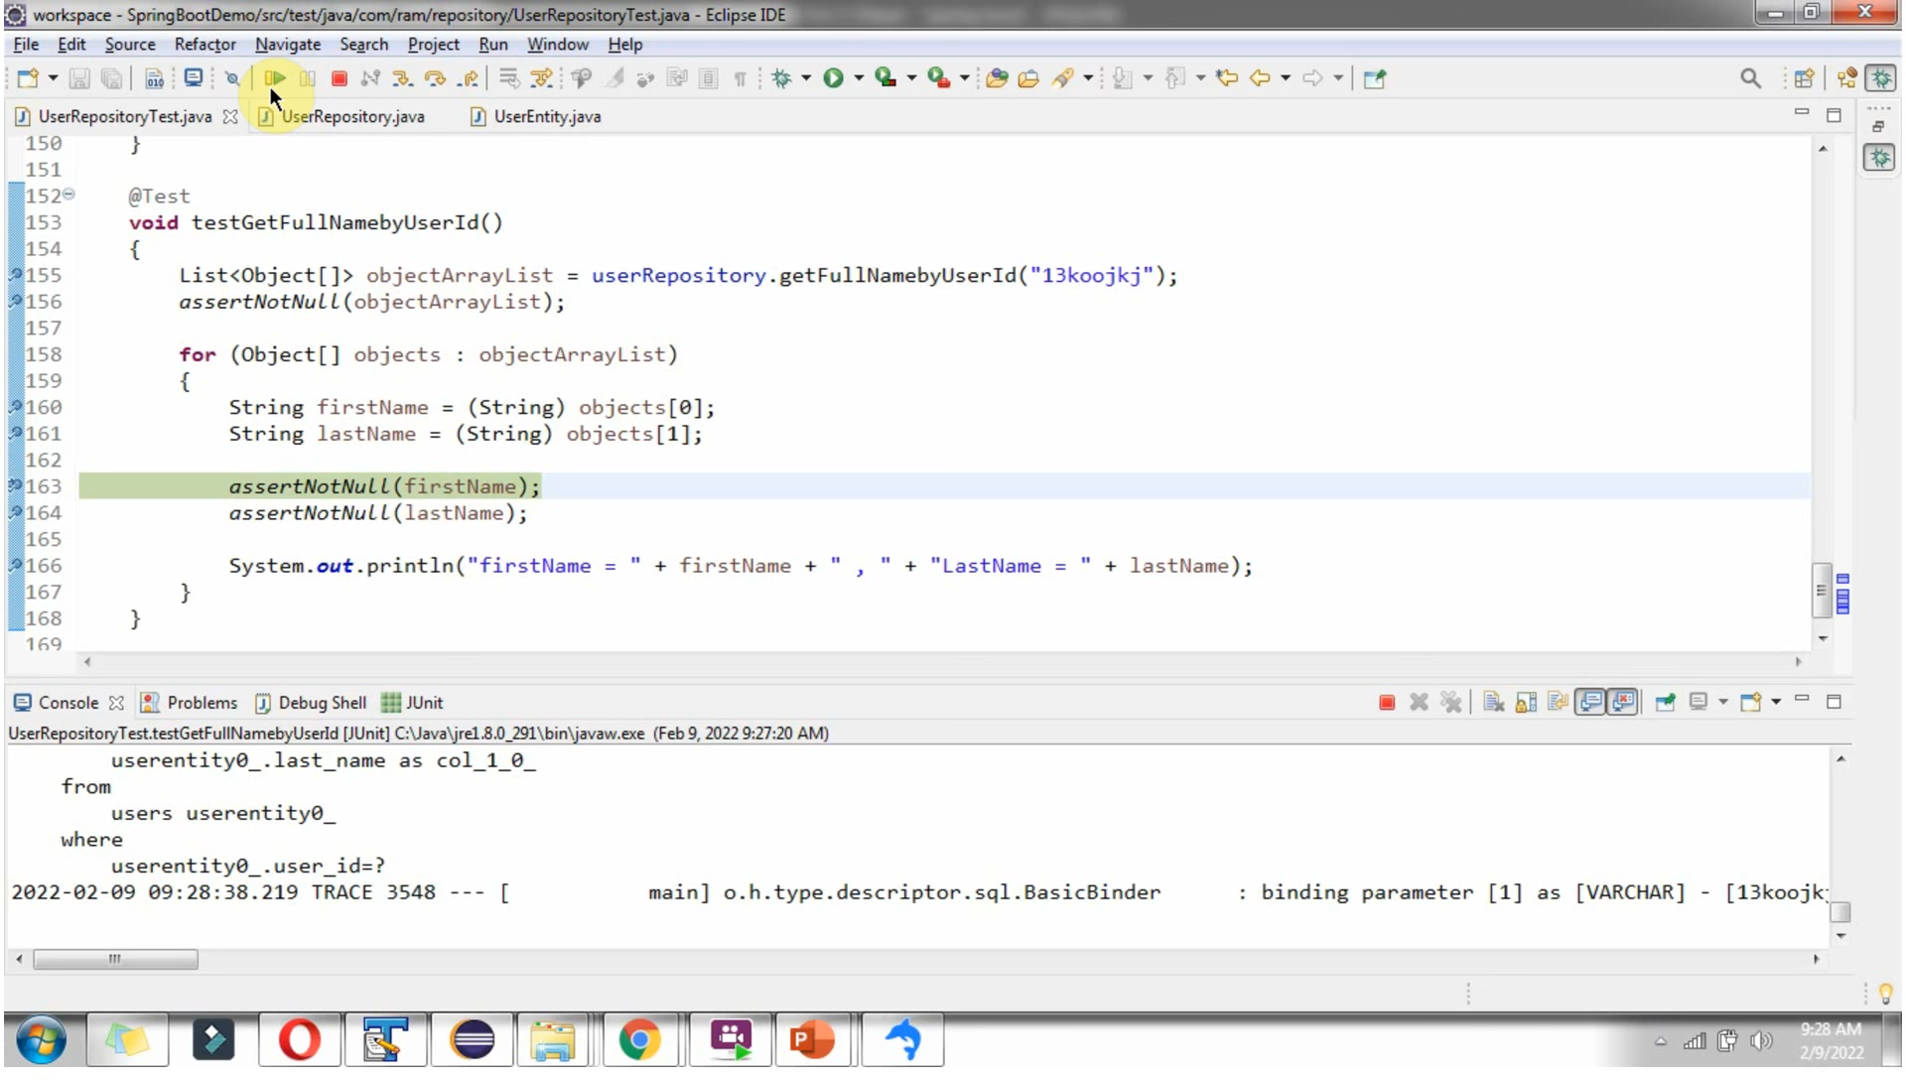 workspace - SpringBootDemo/src/test/java/com/ram/repository/UserRepositoryTest.java - Eclipse IDE
File Edit Source Refactor Navigate Search Project Run Window Help
UserRepositoryTest.java UserRepository.java UserEntity.java
150 }
151
152 @Test
153 void testGetFullNamebyUserId()
154 {
155 List<Object[]> objectArrayList = userRepository.getFullNamebyUserId("13koojkj");
156 assertNotNull(objectArrayList);
157
158 for (Object[] objects : objectArrayList)
159 {
160 String firstName = (String) objects[0];
161 String lastName = (String) objects[1];
162
163 assertNotNull(firstName);
164 assertNotNull(lastName);
165
166 System.out.println("firstName = " + firstName + " , " + "LastName = " + lastName);
167 }
168 }
169
Console Problems Debug Shell JUnit
UserRepositoryTest.testGetFullNamebyUserId [JUnit] C:\Java\jre1.8.0_291\bin\javaw.exe (Feb 9, 2022 9:27:20 AM)
userentity0_.last_name as col_1_0_
from
users userentity0_
where
userentity0_.user_id=?
2022-02-09 09:28:38.219 TRACE 3548 --- [ main] o.h.type.descriptor.sql.BasicBinder : binding parameter [1] as [VARCHAR] - [13koojk
9:28 AM
2/9/2022